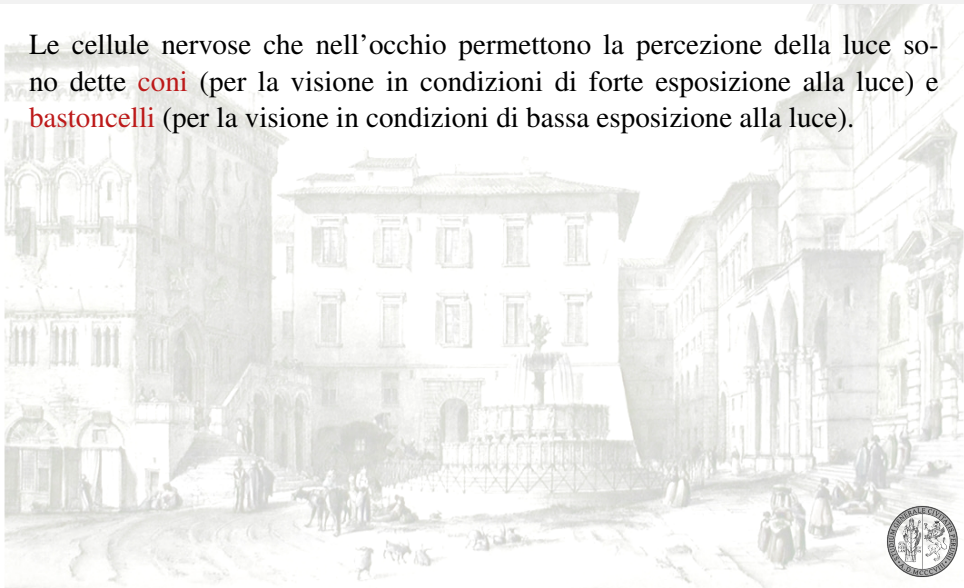 Le cellule nervose che nell'occhio permettono la percezione della luce so-
no dette coni (per la visione in condizioni di forte esposizione alla luce) e
bastoncelli (per la visione in condizioni di bassa esposizione alla luce).